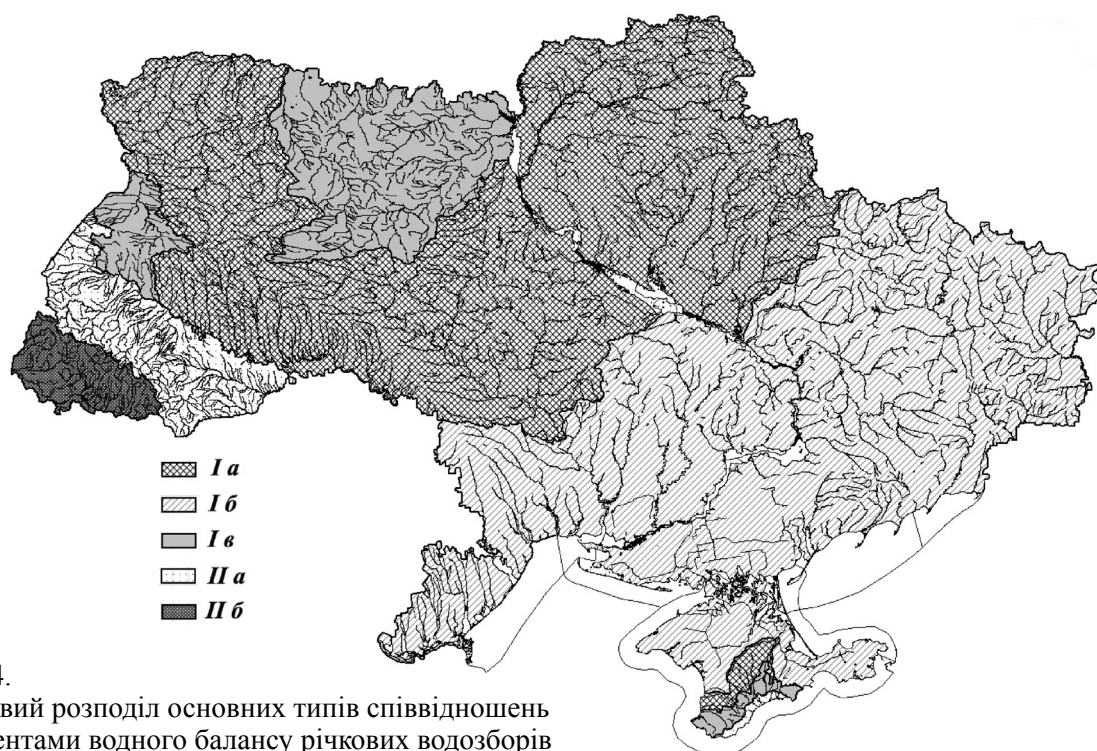 I а
I б
I в
II а
II б
4.
вий розподіл основних типів співвідношень
ентами водного балансу річкових водозборів